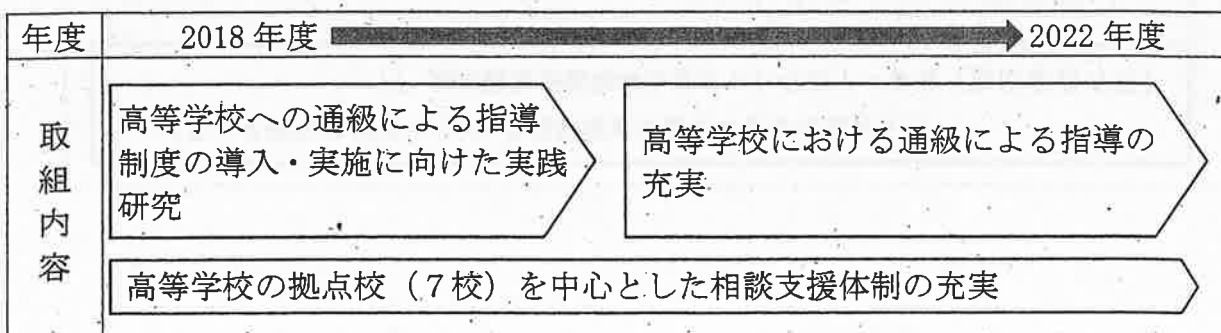 年度
2018 年度
2022 年度
取組内容
高等学校への通級による指導
制度の導入・実施に向けた実践
研究
高等学校における通級による指導の
充実
高等学校の拠点校（7校）を中心とした相談支援体制の充実